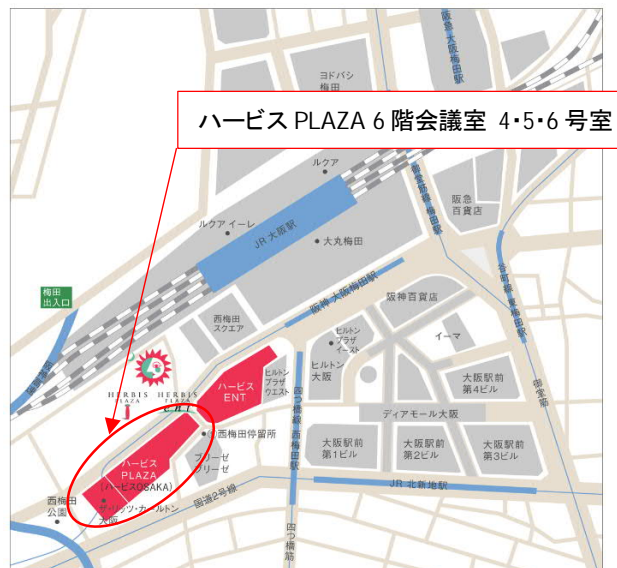 阪急 大阪梅田駅
ヨドバシ
梅田
ハービス PLAZA 6 階会議室 4・5・6 号室
ルクア
御堂筋線 梅田駅
阪急
百貨店
ルクア イーレ
JR 大阪駅
大丸梅田
谷町線 東梅田駅
梅田
出入口
阪神 大阪梅田駅
阪神百貨店
西梅田
スクエア
ヒルトン
プラザ
イースト
イーマ
HERBIS
PLAZA
HERBIS
PLAZA
ENT
ハービス
ENT
ヒルトン
プラザ
ウエスト
ヒルトン
大阪
大阪駅前
第4ビル
御堂筋
四つ橋線 西梅田駅
ディアモール大阪
西梅田停留所
ハービス
PLAZA
(ハービスOSAKA)
ブリーゼ
ブリーゼ
大阪駅前
第1ビル
大阪駅前
第2ビル
大阪駅前
第3ビル
ザ・リッツ・カールトン
大阪
西梅田
公園
国道2号線
JR 北新地駅
四つ橋筋